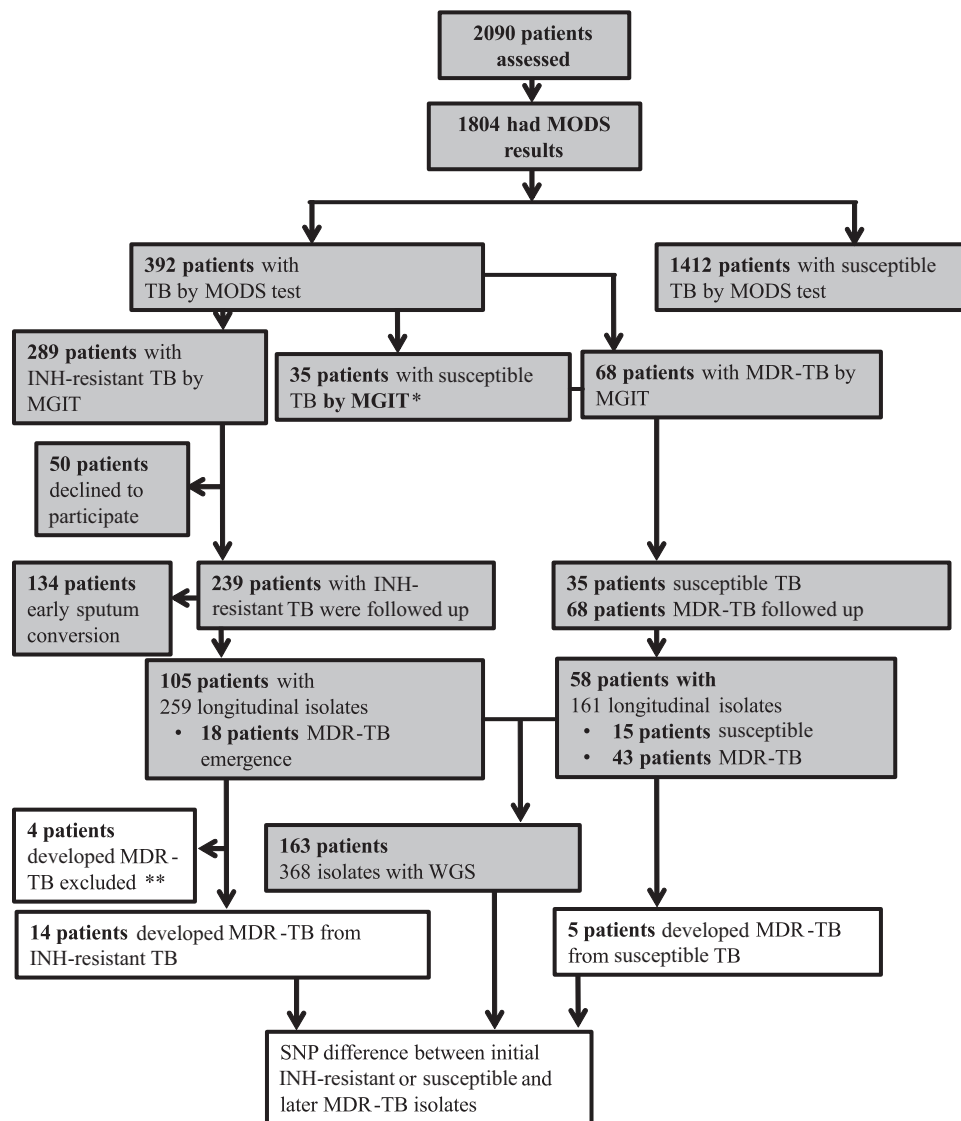 2090 patients
assessed
1804 had MODS
results
392 patients with
TB by MODS test
1412 patients with susceptible
TB by MODS test
289 patients with
INH-resistant TB by
MGIT
35 patients with susceptible
TB by MGIT*
68 patients with MDR-TB by
MGIT
50 patients
declined to
participate
134 patients
early sputum
conversion
239 patients with INH-
resistant TB were followed up
35 patients susceptible TB
68 patients MDR-TB followed up
105 patients with
259 longitudinal isolates
• 18 patients MDR-TB
emergence
58 patients with
161 longitudinal isolates
• 15 patients susceptible
• 43 patients MDR-TB
4 patients
developed MDR-
TB excluded **
163 patients
368 isolates with WGS
14 patients developed MDR-TB from
INH-resistant TB
5 patients developed MDR-TB
from susceptible TB
SNP difference between initial
INH-resistant or susceptible and
later MDR-TB isolates